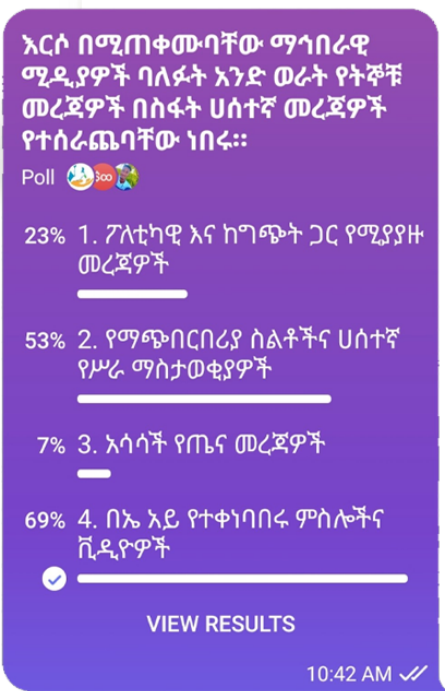 እርሶ በሚጠቀሙባቸው ማኅበራዊ
ሚዲያዎች ባለፉት አንድ ወራት የትኞቹ
መረጃዎች በስፋት ሀሰተኛ መረጃዎች
የተሰራጨባቸው ነበሩ።
Poll
23% 1. ፖለቲካዊ እና ከግጭት ጋር የሚያያዙ
መረጃዎች
53% 2. የማጭበርበሪያ ስልቶችና ሀሰተኛ
የሥራ ማስታወቂያዎች
7% 3. አሳሳች የጤና መረጃዎች
69% 4. በኤ አይ የተቀነባበሩ ምስሎችና
ቪዲዮዎች
VIEW RESULTS
10:42 AM